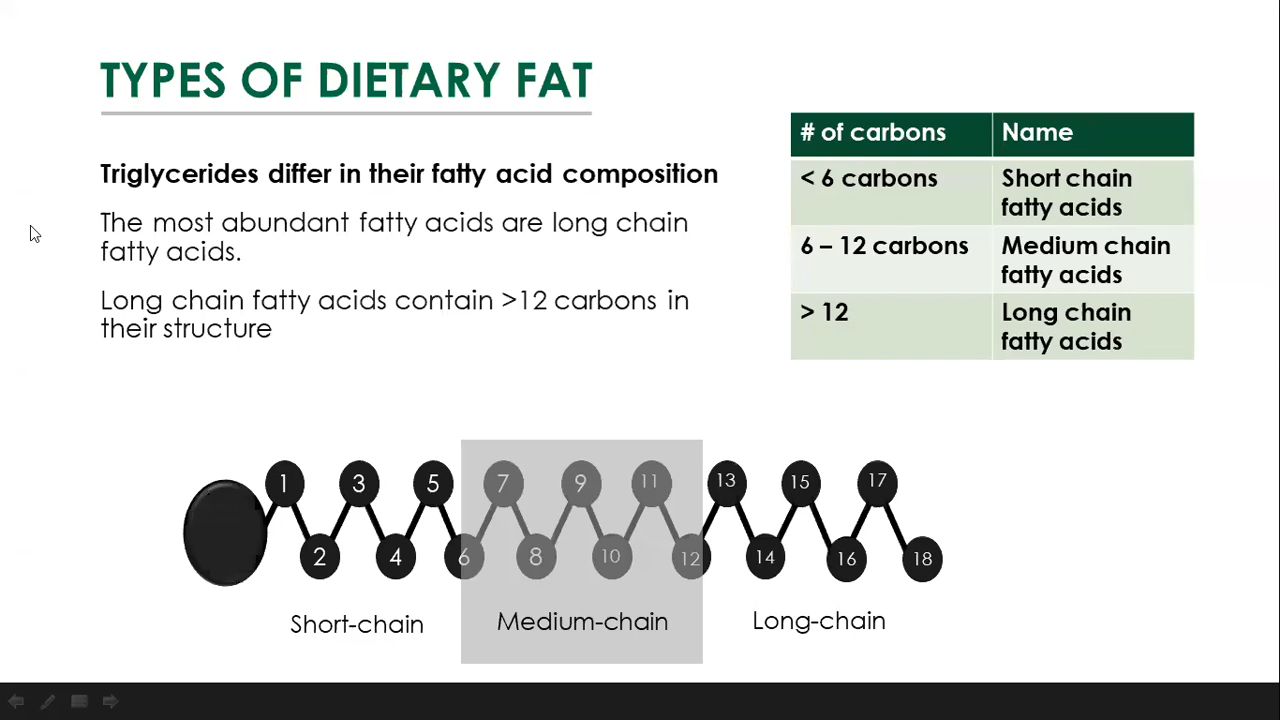 TYPES OF DIETARY FAT
Triglycerides differ in their fatty acid composition
The most abundant fatty acids are long chain
fatty acids.
Long chain fatty acids contain >12 carbons in
their structure
# of carbons Name
< 6 carbons Short chain
fatty acids
6 – 12 carbons Medium chain
fatty acids
> 12 Long chain
fatty acids
1 3 5 7 9 11 13 15 17
2 4 6 8 10 12 14 16 18
Short-chain Medium-chain Long-chain